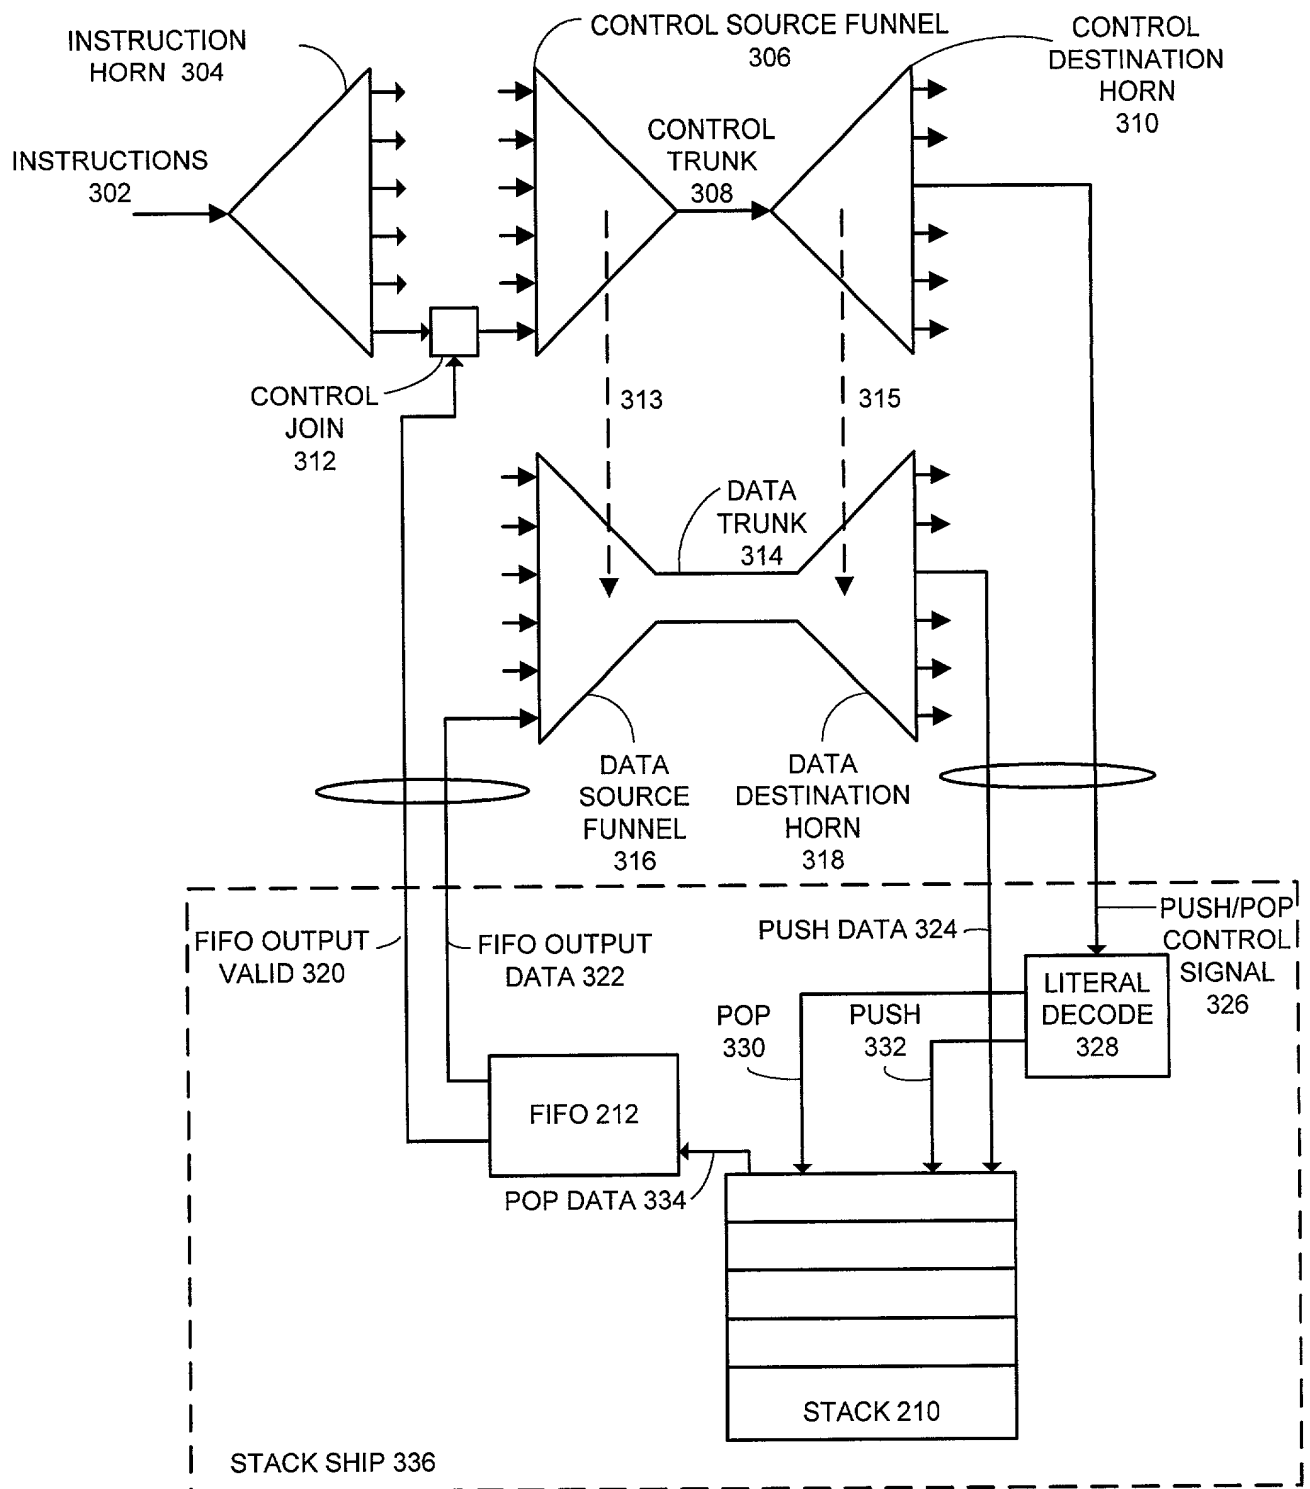 INSTRUCTION
HORN 304
CONTROL SOURCE FUNNEL
306
CONTROL
DESTINATION
HORN
310
INSTRUCTIONS
302
CONTROL
TRUNK
308
CONTROL
JOIN
312
313
315
DATA
TRUNK
314
DATA
SOURCE
FUNNEL
316
DATA
DESTINATION
HORN
318
FIFO OUTPUT
VALID 320
FIFO OUTPUT
DATA 322
PUSH DATA 324
PUSH/POP
CONTROL
SIGNAL
326
LITERAL
DECODE
328
POP
330
PUSH
332
FIFO 212
POP DATA 334
STACK 210
STACK SHIP 336